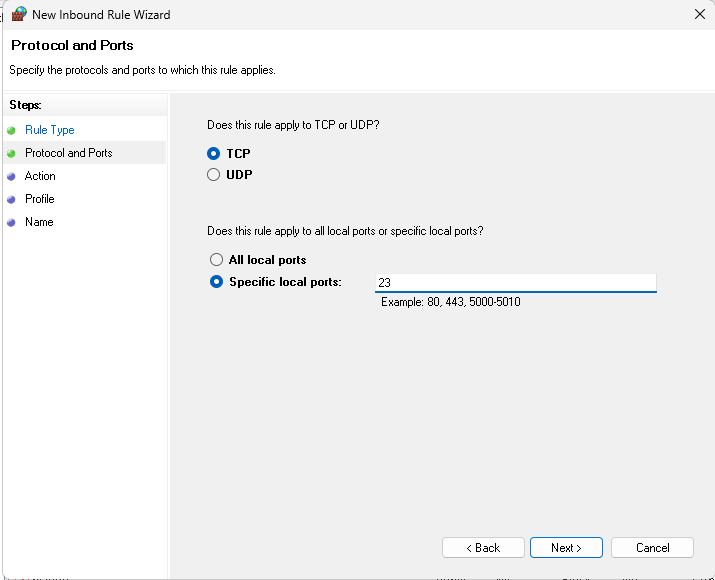 New Inbound Rule Wizard
Protocol and Ports
Specify the protocols and ports to which this rule applies.
Steps:
Rule Type
Protocol and Ports
Action
Profile
Name
Does this rule apply to TCP or UDP?
TCP
UDP
Does this rule apply to all local ports or specific local ports?
All local ports
Specific local ports:
23
Example: 80, 443, 5000-5010
< Back
Next >
Cancel